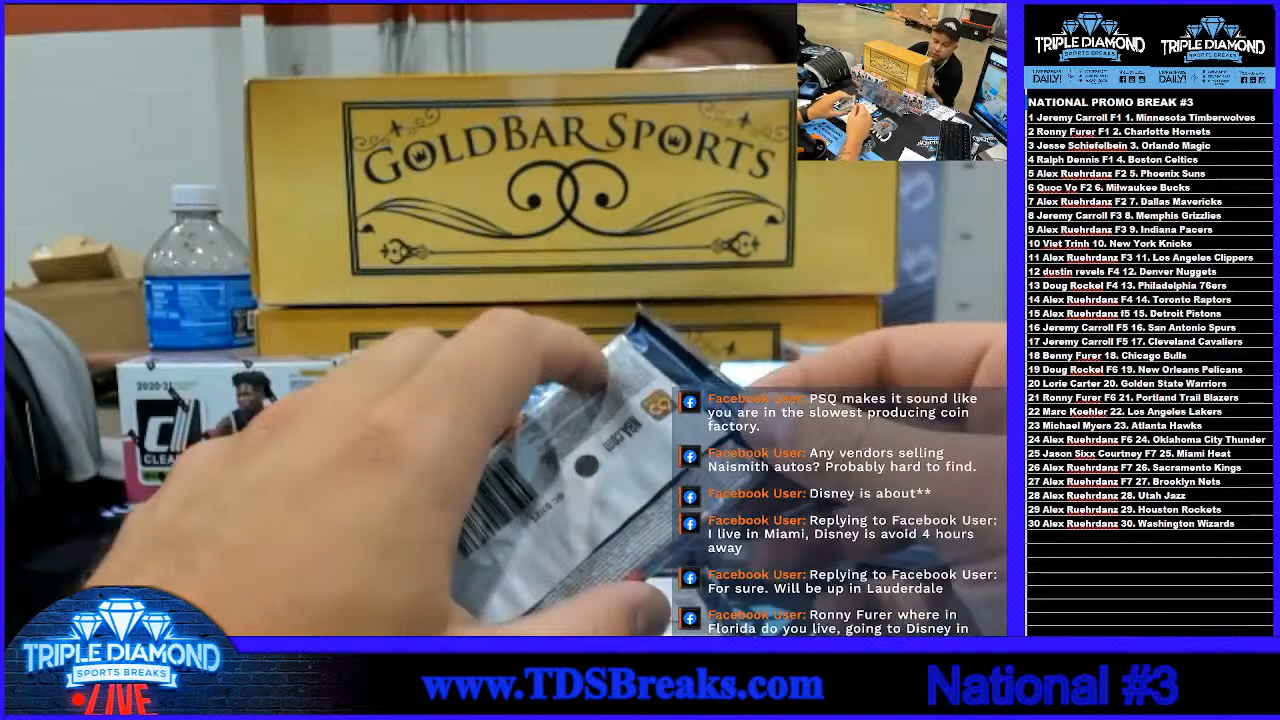 GOLDBAR SPORTS
2020-21
CLEA
NBA.com
TRIPLE DIAMOND
SPORTS BREAKS
TRIPLE DIAMOND
SPORTS BREAKS
LIVE BREAKS
DAILY!
LIVE BREAKS
DAILY!
NATIONAL PROMO BREAK #3
1 Jeremy Carroll F1 1. Minnesota Timberwolves
2 Ronny Furer F1 2. Charlotte Hornets
3 Jesse Schiefelbein 3. Orlando Magic
4 Ralph Dennis F1 4. Boston Celtics
5 Alex Ruehrdanz F2 5. Phoenix Suns
6 Quoc Vo F2 6. Milwaukee Bucks
7 Alex Ruehrdanz F2 7. Dallas Mavericks
8 Jeremy Carroll F3 8. Memphis Grizzlies
9 Alex Ruehrdanz F3 9. Indiana Pacers
10 Viet Trinh 10. New York Knicks
11 Alex Ruehrdanz F3 11. Los Angeles Clippers
12 dustin revels F4 12. Denver Nuggets
13 Doug Rockel F4 13. Philadelphia 76ers
14 Alex Ruehrdanz F4 14. Toronto Raptors
15 Alex Ruehrdanz f5 15. Detroit Pistons
16 Jeremy Carroll F5 16. San Antonio Spurs
17 Jeremy Carroll F5 17. Cleveland Cavaliers
18 Benny Furer 18. Chicago Bulls
19 Doug Rockel F6 19. New Orleans Pelicans
20 Lorie Carter 20. Golden State Warriors
21 Ronny Furer F6 21. Portland Trail Blazers
22 Marc Koehler 22. Los Angeles Lakers
23 Michael Myers 23. Atlanta Hawks
24 Alex Ruehrdanz F6 24. Oklahoma City Thunder
25 Jason Sixx Courtney F7 25. Miami Heat
26 Alex Ruehrdanz F7 26. Sacramento Kings
27 Alex Ruehrdanz F7 27. Brooklyn Nets
28 Alex Ruehrdanz 28. Utah Jazz
29 Alex Ruehrdanz 29. Houston Rockets
30 Alex Ruehrdanz 30. Washington Wizards
Facebook User: PSQ makes it sound like
you are in the slowest producing coin
factory.
Facebook User: Any vendors selling
Naismith autos? Probably hard to find.
Facebook User: Disney is about**
Facebook User: Replying to Facebook User:
I live in Miami, Disney is avoid 4 hours
away
Facebook User: Replying to Facebook User:
For sure. Will be up in Lauderdale
Facebook User: Ronny Furer where in
Florida do you live, going to Disney in
TRIPLE DIAMOND
SPORTS BREAKS
LIVE
www.TDSBreaks.com
National #3